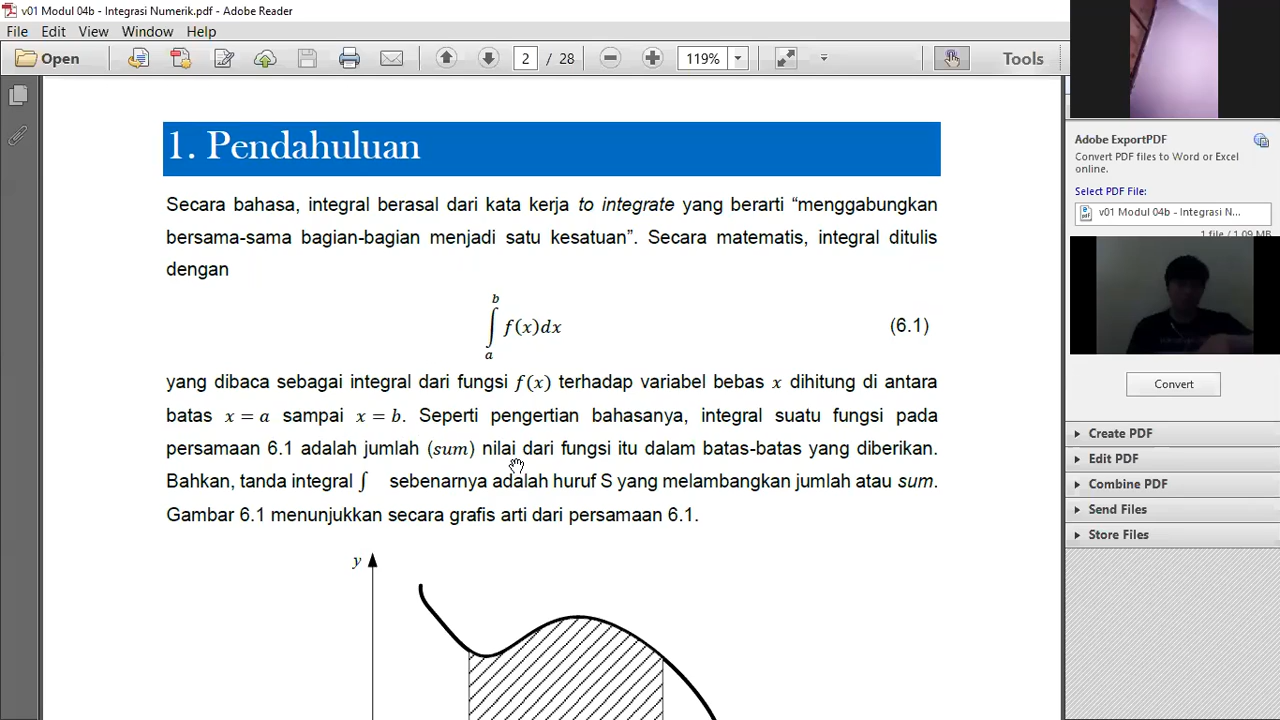 v01 Modul 04b - Integrasi Numerik.pdf - Adobe Reader
File Edit View Window Help
Open 2 / 28 119% Tools
1. Pendahuluan
Secara bahasa, integral berasal dari kata kerja to integrate yang berarti “menggabungkan
bersama-sama bagian-bagian menjadi satu kesatuan”. Secara matematis, integral ditulis
dengan
b
∫ f(x)dx (6.1)
a
yang dibaca sebagai integral dari fungsi f(x) terhadap variabel bebas x dihitung di antara
batas x = a sampai x = b. Seperti pengertian bahasanya, integral suatu fungsi pada
persamaan 6.1 adalah jumlah (sum) nilai dari fungsi itu dalam batas-batas yang diberikan.
Bahkan, tanda integral ∫ sebenarnya adalah huruf S yang melambangkan jumlah atau sum.
Gambar 6.1 menunjukkan secara grafis arti dari persamaan 6.1.
y
Adobe ExportPDF
Convert PDF files to Word or Excel
online.
Select PDF File:
v01 Modul 04b - Integrasi N...
1 file / 1.09 MB
Convert
Create PDF
Edit PDF
Combine PDF
Send Files
Store Files